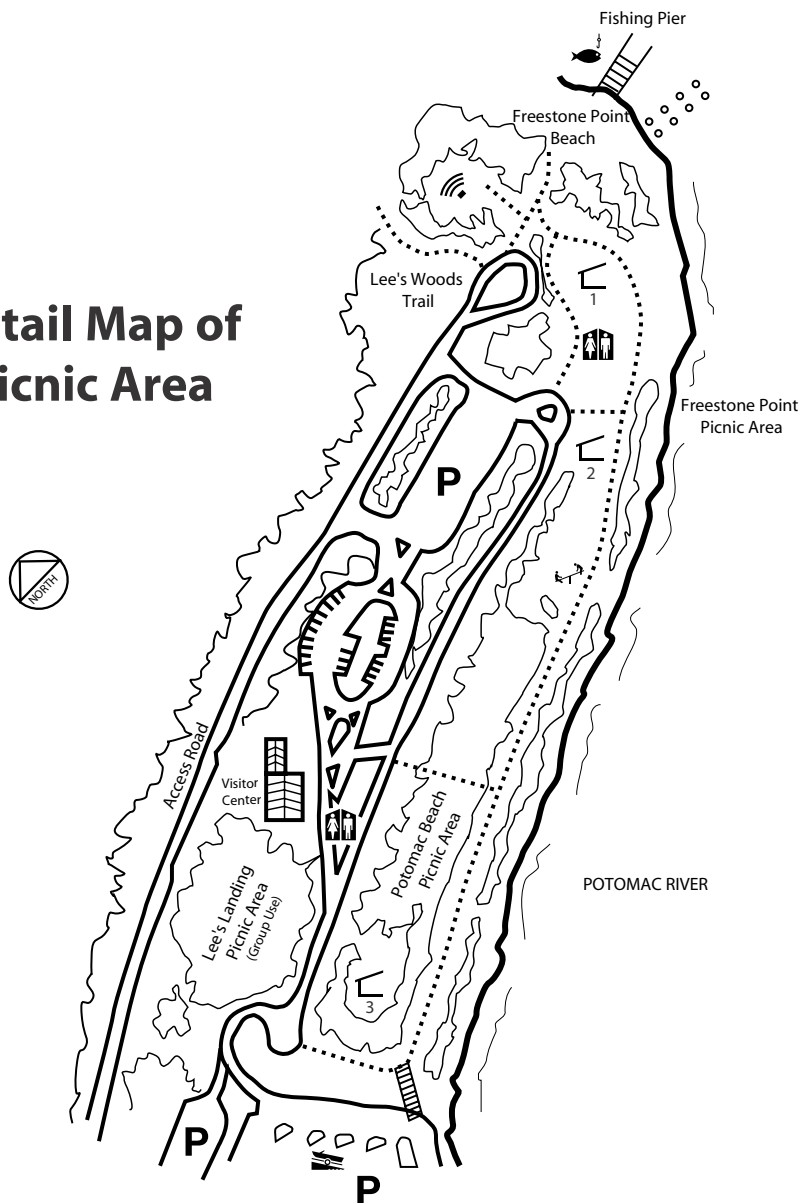 Fishing Pier
Freestone Point
Beach
Lee's Woods
Trail
1
tail Map of
icnic Area
Freestone Point
Picnic Area
2
P
NORTH
Access Road
Visitor
Center
Potomac Beach
Picnic Area
POTOMAC RIVER
Lee's Landing
Picnic Area
(Group Use)
3
P
P